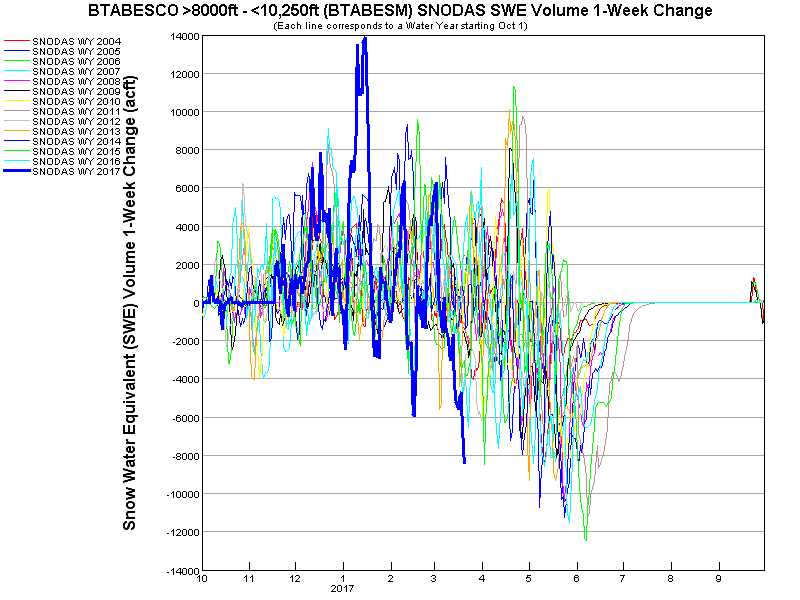 BTABESCO >8000ft - <10,250ft (BTABESM) SNODAS SWE Volume 1-Week Change
(Each line corresponds to a Water Year starting Oct 1)
SNODAS WY 2004
SNODAS WY 2005
SNODAS WY 2006
SNODAS WY 2007
SNODAS WY 2008
SNODAS WY 2009
SNODAS WY 2010
SNODAS WY 2011
SNODAS WY 2012
SNODAS WY 2013
SNODAS WY 2014
SNODAS WY 2015
SNODAS WY 2016
SNODAS WY 2017
Snow Water Equivalent (SWE) Volume 1-Week Change (acft)
14000
12000
10000
8000
6000
4000
2000
0
-2000
-4000
-6000
-8000
-10000
-12000
-14000
10 11 12 1 2 3 4 5 6 7 8 9
2017